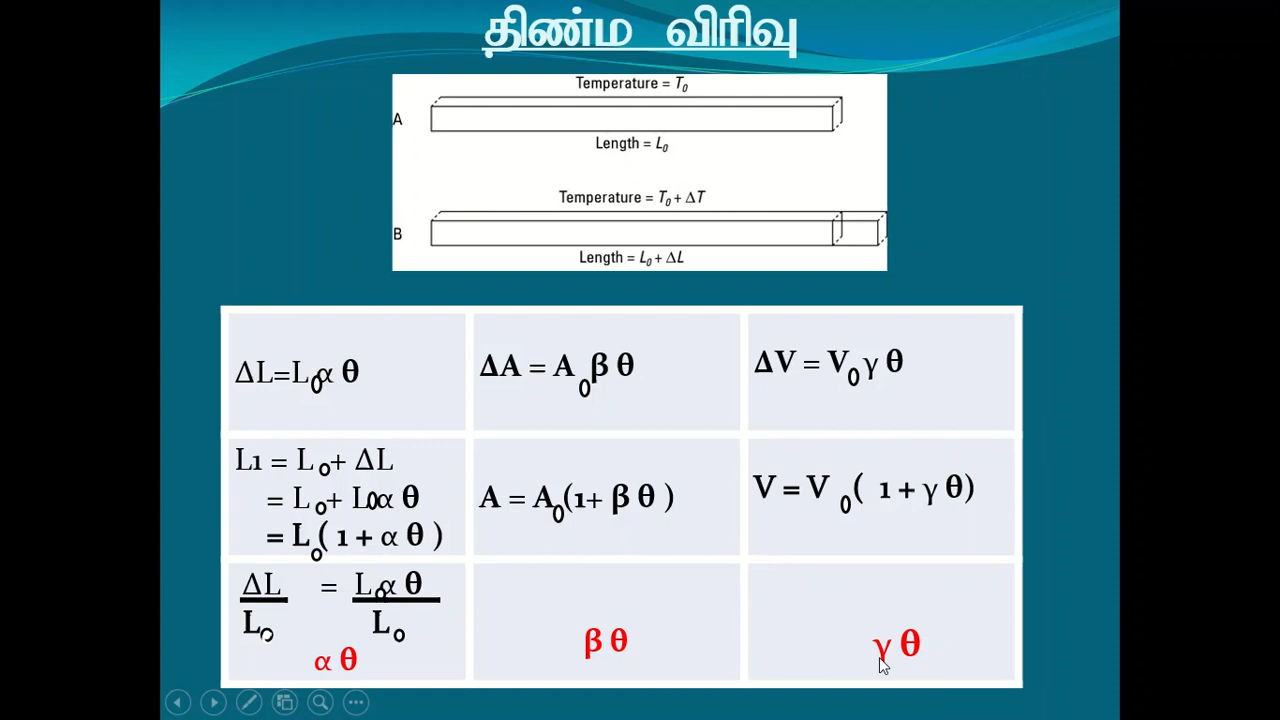 திண்ம விரிவு
Temperature = T₀
A
Length = L₀
Temperature = T₀ + ΔT
B
Length = L₀ + ΔL
ΔL=L₀α θ
ΔA = A₀β θ
ΔV = V₀γ θ
L1 = L₀+ ΔL
= L₀+ L₀α θ
= L₀( 1 + α θ )
A = A₀(1+ β θ )
V = V₀( 1 + γ θ)
ΔL = L₀α θ
L₀ L₀
α θ
β θ
γ θ